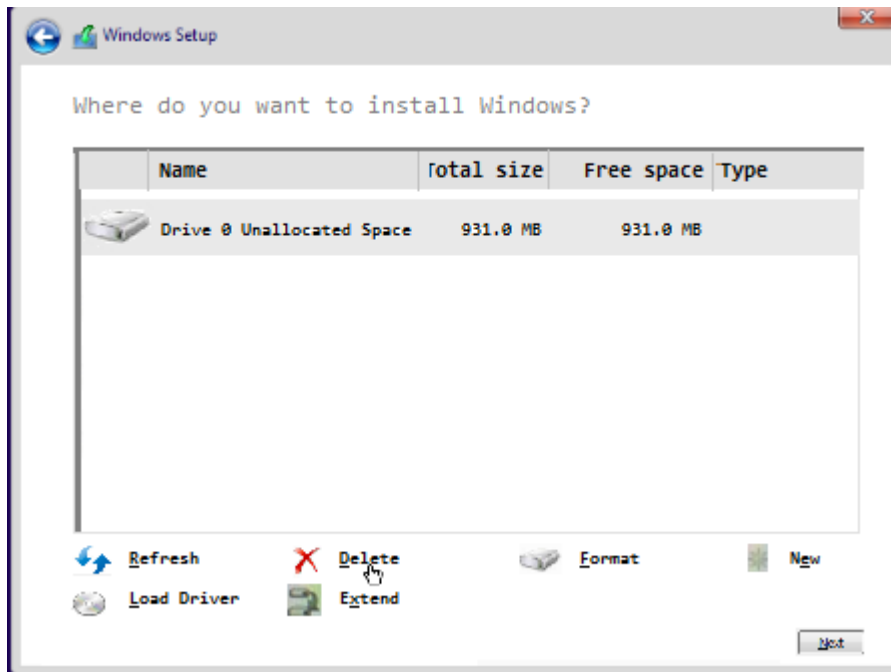 Windows Setup
Where do you want to install Windows?
Name Total size Free space Type
Drive 0 Unallocated Space 931.0 MB 931.0 MB
Refresh Delete Format New
Load Driver Extend
Next